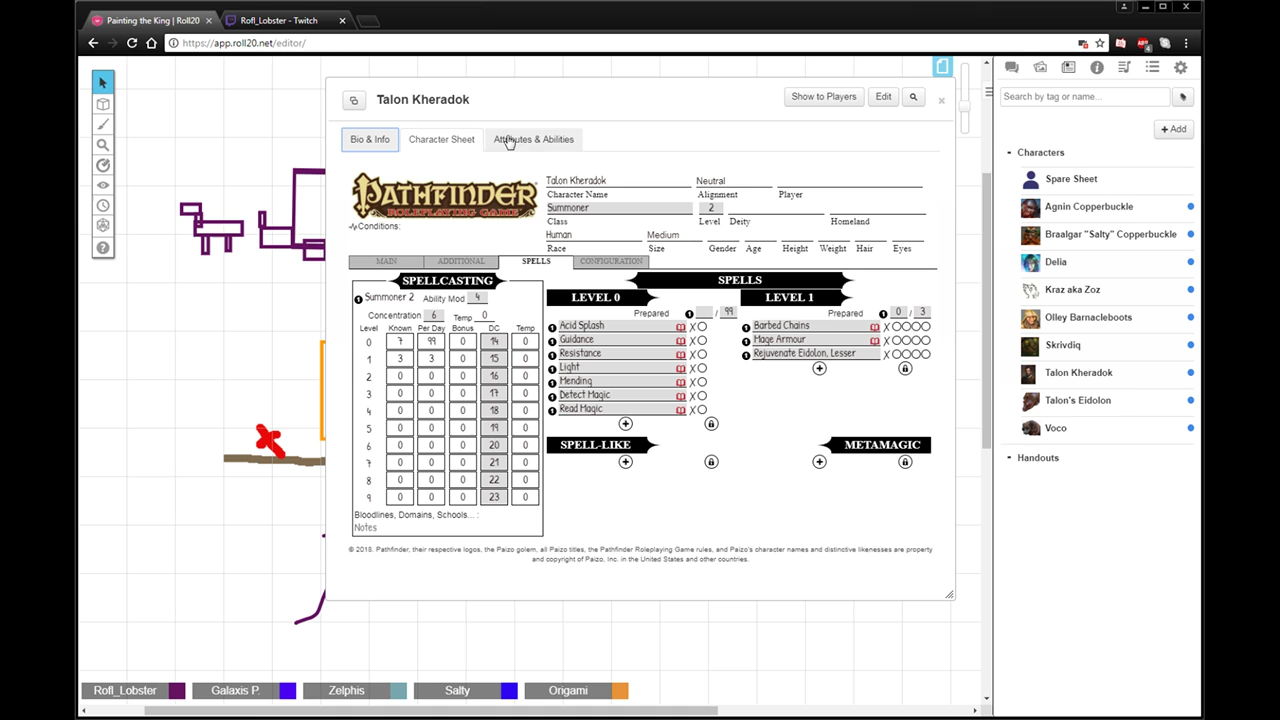 Painting the King | Roll20
Rofl_Lobster - Twitch
https://app.roll20.net/editor/
Talon Kheradok
Show to Players
Edit
Bio & Info
Character Sheet
Attributes & Abilities
PATHFINDER
ROLEPLAYING GAME
Conditions:
Talon Kheradok
Neutral
Character Name
Alignment
Player
Summoner
2
Class
Level
Deity
Homeland
Human
Medium
Race
Size
Gender
Age
Height
Weight
Hair
Eyes
MAIN
ADDITIONAL
SPELLS
CONFIGURATION
SPELLCASTING
Summoner 2 Ability Mod 4
Concentration 6 Temp 0
Level Known Per Day Bonus DC Temp
0 7 99 0 14 0
1 3 3 0 15 0
2 0 0 0 16 0
3 0 0 0 17 0
4 0 0 0 18 0
5 0 0 0 19 0
6 0 0 0 20 0
7 0 0 0 21 0
8 0 0 0 22 0
9 0 0 0 23 0
Bloodlines, Domains, Schools... :
Notes
SPELLS
LEVEL 0
Prepared / 99
Acid Splash X
Guidance X
Resistance X
Light X
Mending X
Detect Magic X
Read Magic X
LEVEL 1
Prepared 0 / 3
Barbed Chains X
Mage Armour X
Rejuvenate Eidolon, Lesser X
SPELL-LIKE
METAMAGIC
© 2018. Pathfinder, their respective logos, the Paizo golem, all Paizo titles, the Pathfinder Roleplaying Game rules, and Paizo's character names and distinctive likenesses are property
and copyright of Paizo, Inc. in the United States and other countries.
Search by tag or name...
+ Add
Characters
Spare Sheet
Agnin Copperbuckle
Braalgar "Salty" Copperbuckle
Delia
Kraz aka Zoz
Olley Barnacleboots
Skrivdiq
Talon Kheradok
Talon's Eidolon
Voco
Handouts
Rofl_Lobster
Galaxis P.
Zelphis
Salty
Origami